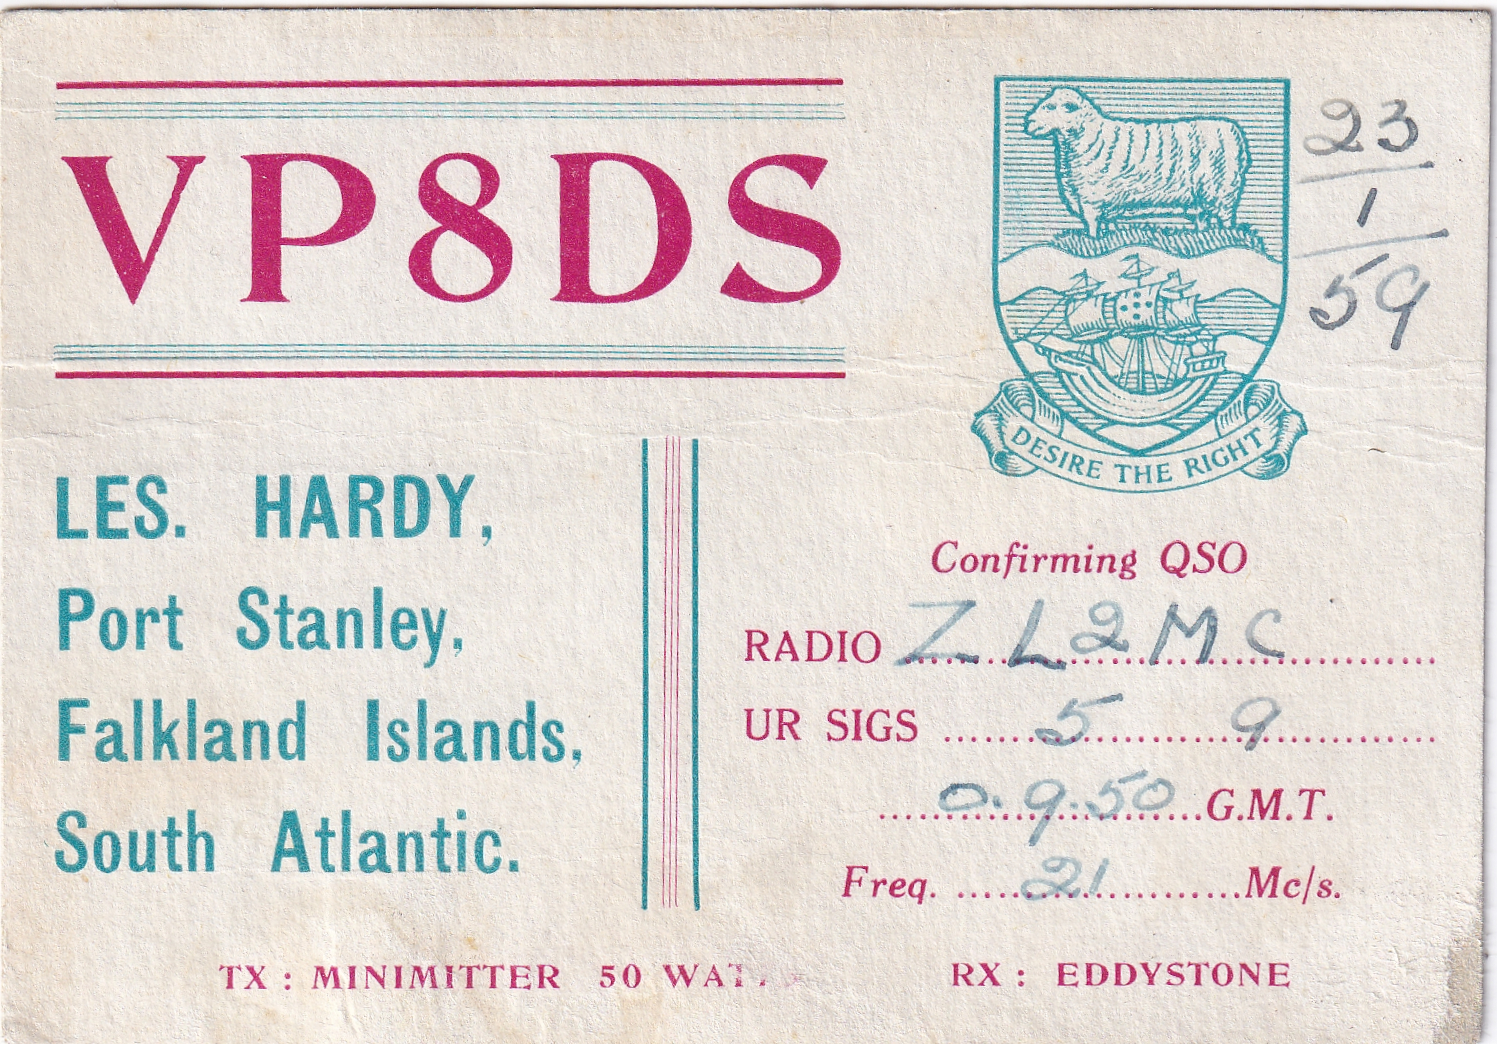 VP8DS
23
1
59
DESIRE THE RIGHT
LES. HARDY,
Port Stanley,
Falkland Islands,
South Atlantic.
Confirming QSO
RADIO ZL2MC
UR SIGS 5 9
0.9.50 G.M.T.
Freq. 21 Mc/s.
TX : MINIMITTER 50
RX : EDDYSTONE